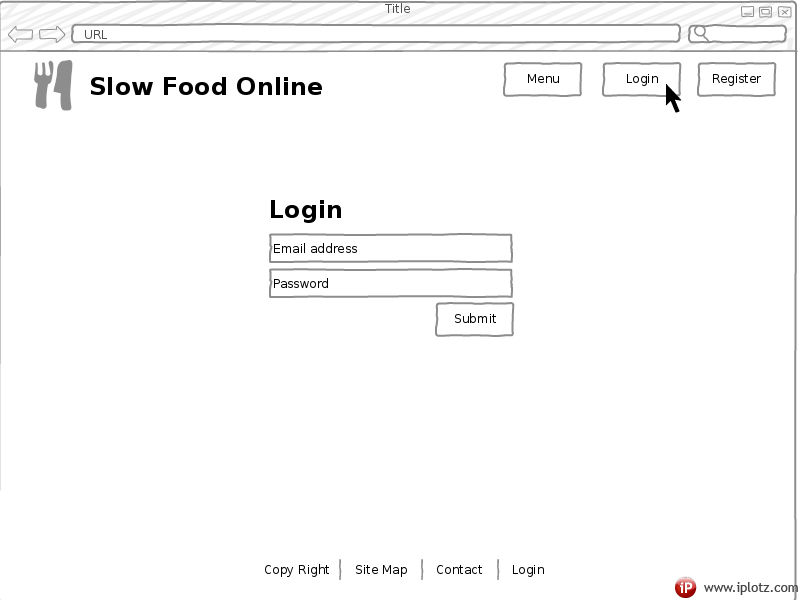 Title
URL
Slow Food Online
Menu
Login
Register
Login
Email address
Password
Submit
Copy Right
Site Map
Contact
Login
iP www.iplotz.com